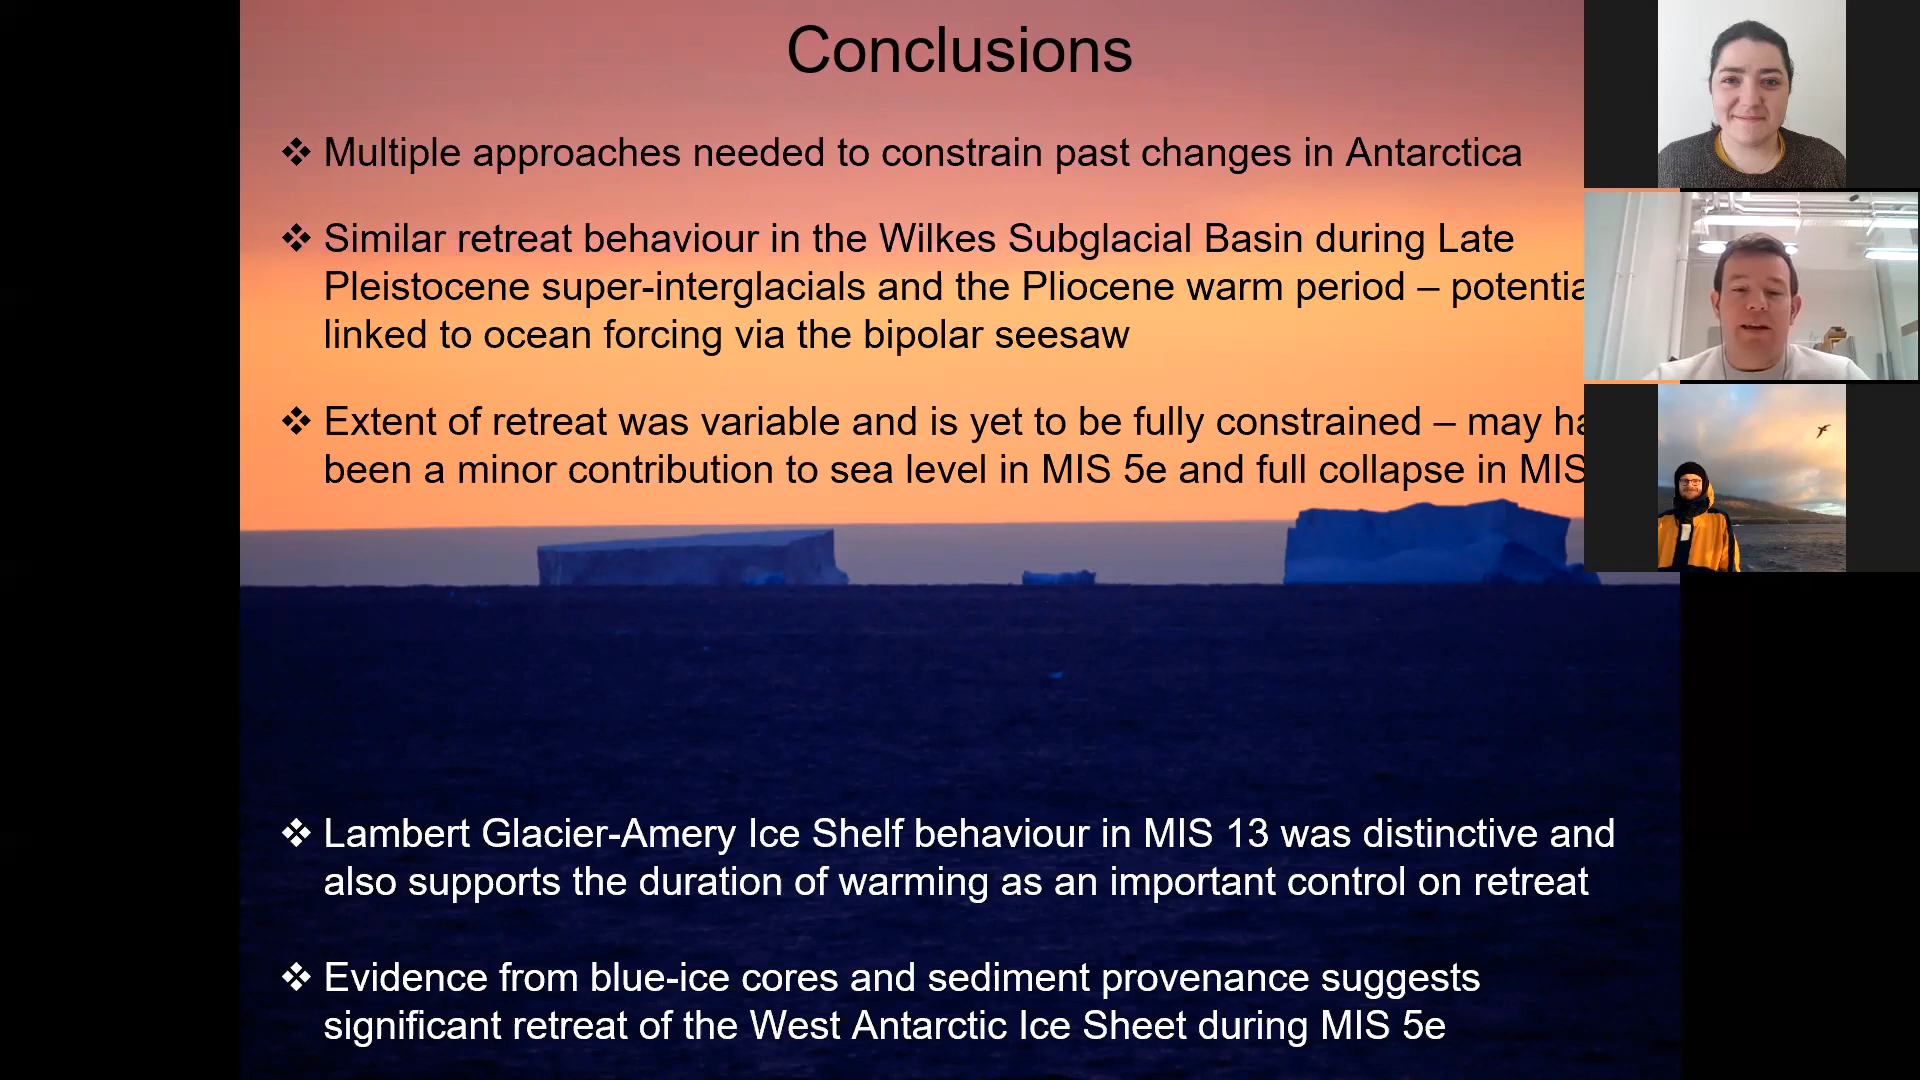 Conclusions
❖ Multiple approaches needed to constrain past changes in Antarctica
❖ Similar retreat behaviour in the Wilkes Subglacial Basin during Late
Pleistocene super-interglacials and the Pliocene warm period – potentia
linked to ocean forcing via the bipolar seesaw
❖ Extent of retreat was variable and is yet to be fully constrained – may ha
been a minor contribution to sea level in MIS 5e and full collapse in MIS
❖ Lambert Glacier-Amery Ice Shelf behaviour in MIS 13 was distinctive and
also supports the duration of warming as an important control on retreat
❖ Evidence from blue-ice cores and sediment provenance suggests
significant retreat of the West Antarctic Ice Sheet during MIS 5e